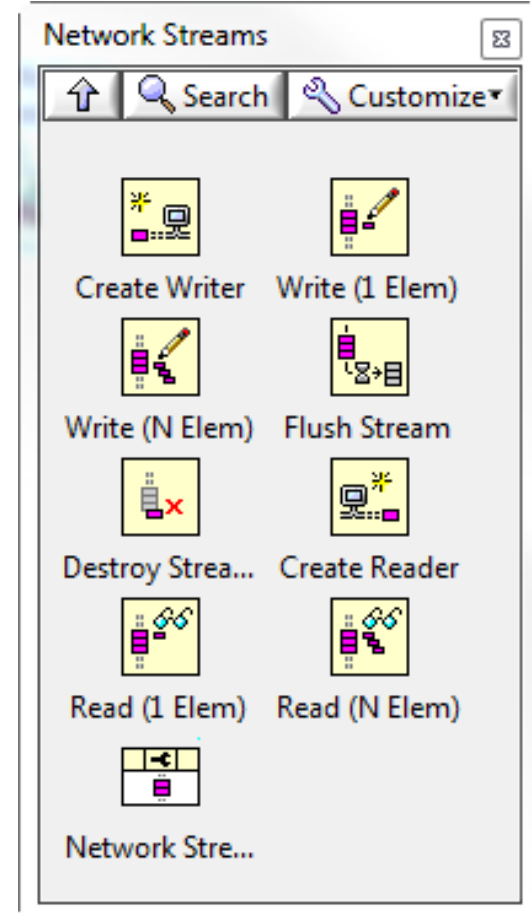 Network Streams
Search Customize
Create Writer Write (1 Elem)
Write (N Elem) Flush Stream
Destroy Strea... Create Reader
Read (1 Elem) Read (N Elem)
Network Stre...